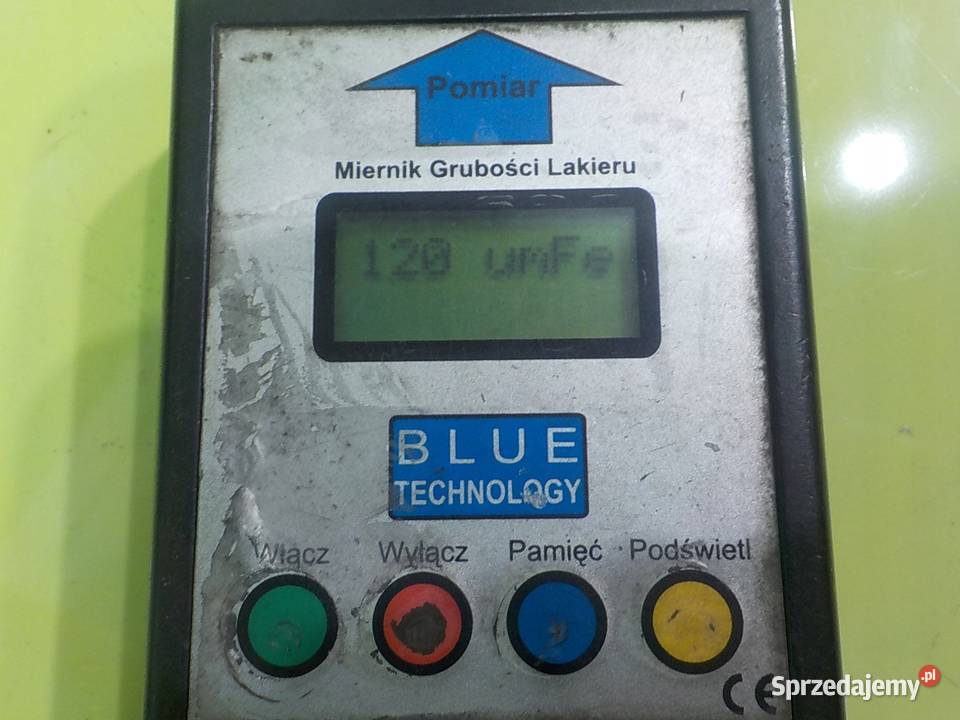 Pomiar
Miernik Grubości Lakieru
120 umFe
BLUE
TECHNOLOGY
Włącz Wyłącz Pamięć Podświetl
CE
Sprzedajemy.pl